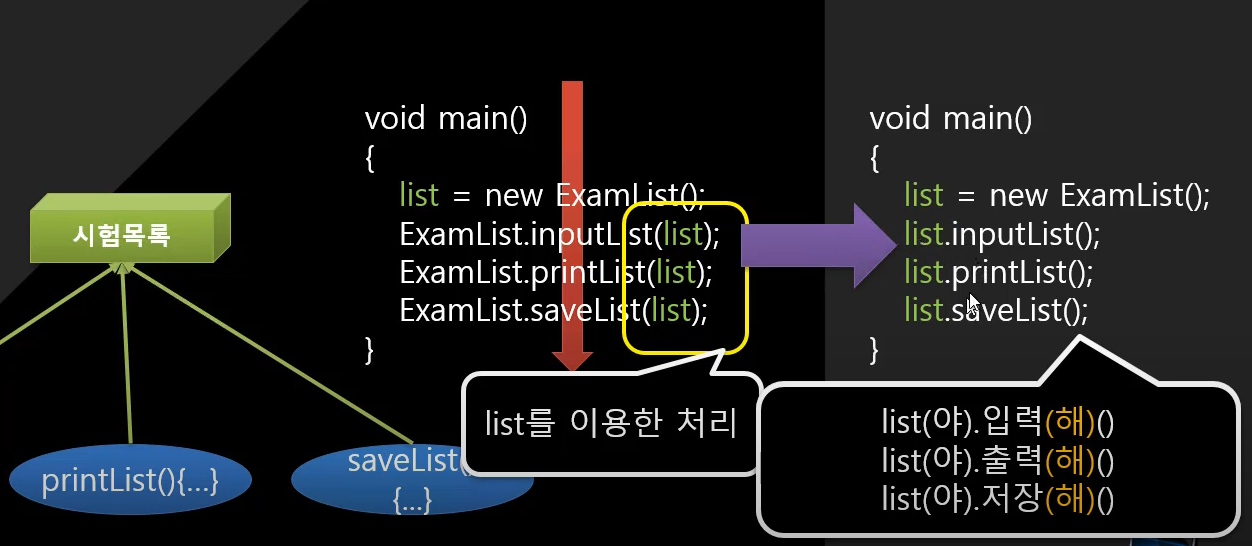 시험목록
printList(){...}
saveList()
{...}
void main()
{
list = new ExamList();
ExamList.inputList(list);
ExamList.printList(list);
ExamList.saveList(list);
}
list를 이용한 처리
void main()
{
list = new ExamList();
list.inputList();
list.printList();
list.saveList();
}
list(야).입력(해)()
list(야).출력(해)()
list(야).저장(해)()